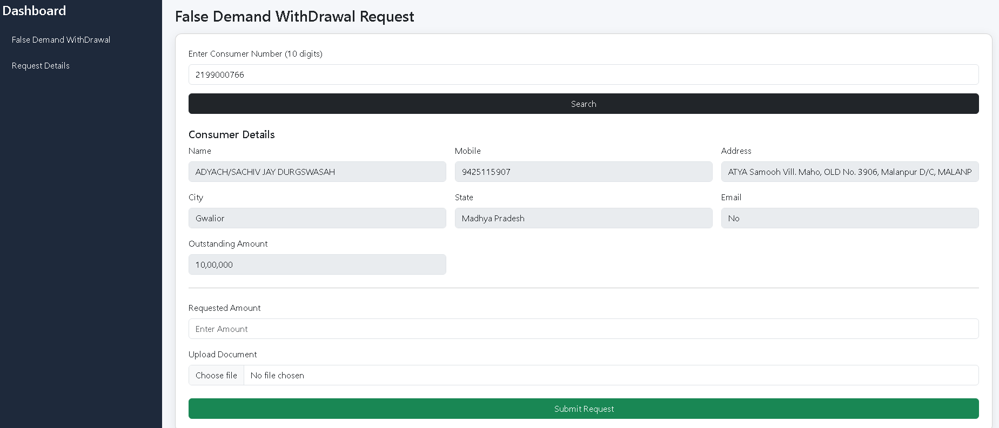 Dashboard
False Demand WithDrawal
Request Details
False Demand WithDrawal Request
Enter Consumer Number (10 digits)
2199000766
Search
Consumer Details
Name
Mobile
Address
ADYACH/SACHIV JAY DURGSWASAH
9425115907
ATYA Samooh Vill. Maho, OLD No. 3906, Malanpur D/C, MALANP
City
State
Email
Gwalior
Madhya Pradesh
No
Outstanding Amount
10,00,000
Requested Amount
Enter Amount
Upload Document
Choose file No file chosen
Submit Request